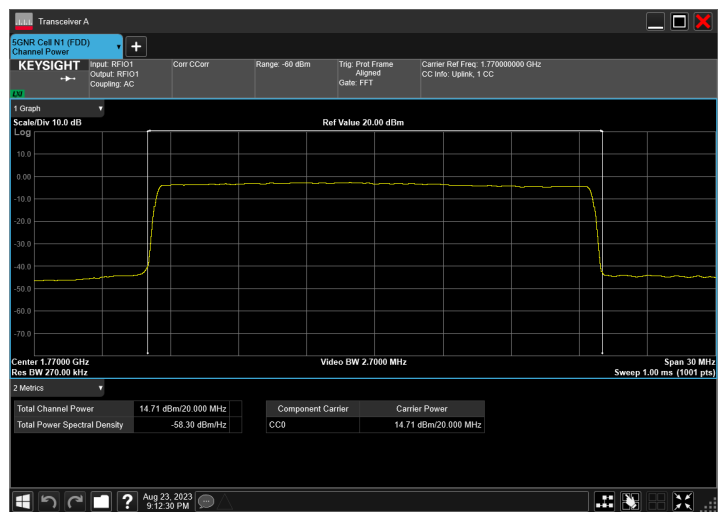 Transceiver A
5GNR Cell N1 (FDD)
Channel Power
KEYSIGHT
LXI
Input: RFIO1
Output: RFIO1
Coupling: AC
Corr CCorr
Range: -60 dBm
Trig: Prot Frame
Aligned
Gate: FFT
Carrier Ref Freq: 1.770000000 GHz
CC Info: Uplink, 1 CC
1 Graph
Scale/Div 10.0 dB
Ref Value 20.00 dBm
Log
10.0
0.00
-10.0
-20.0
-30.0
-40.0
-50.0
-60.0
-70.0
Center 1.77000 GHz
Video BW 2.7000 MHz
Span 30 MHz
Res BW 270.00 kHz
Sweep 1.00 ms (1001 pts)
2 Metrics
Total Channel Power 14.71 dBm/20.000 MHz
Total Power Spectral Density -58.30 dBm/Hz
Component Carrier Carrier Power
CC0 14.71 dBm/20.000 MHz
?
Aug 23, 2023
9:12:30 PM